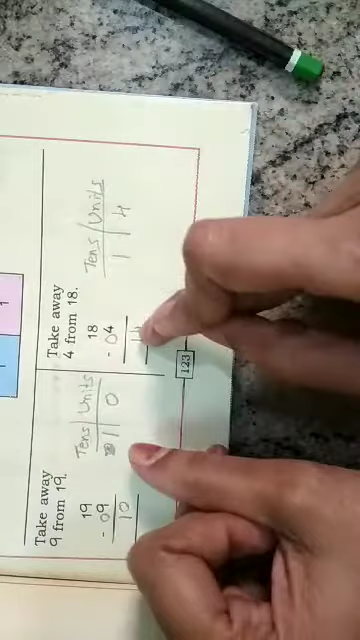 Take away
9 from 19.
19
- 09
10
Tens | Units
1 | 0
Take away
4 from 18.
18
- 04
Tens | Units
1 | 4
123